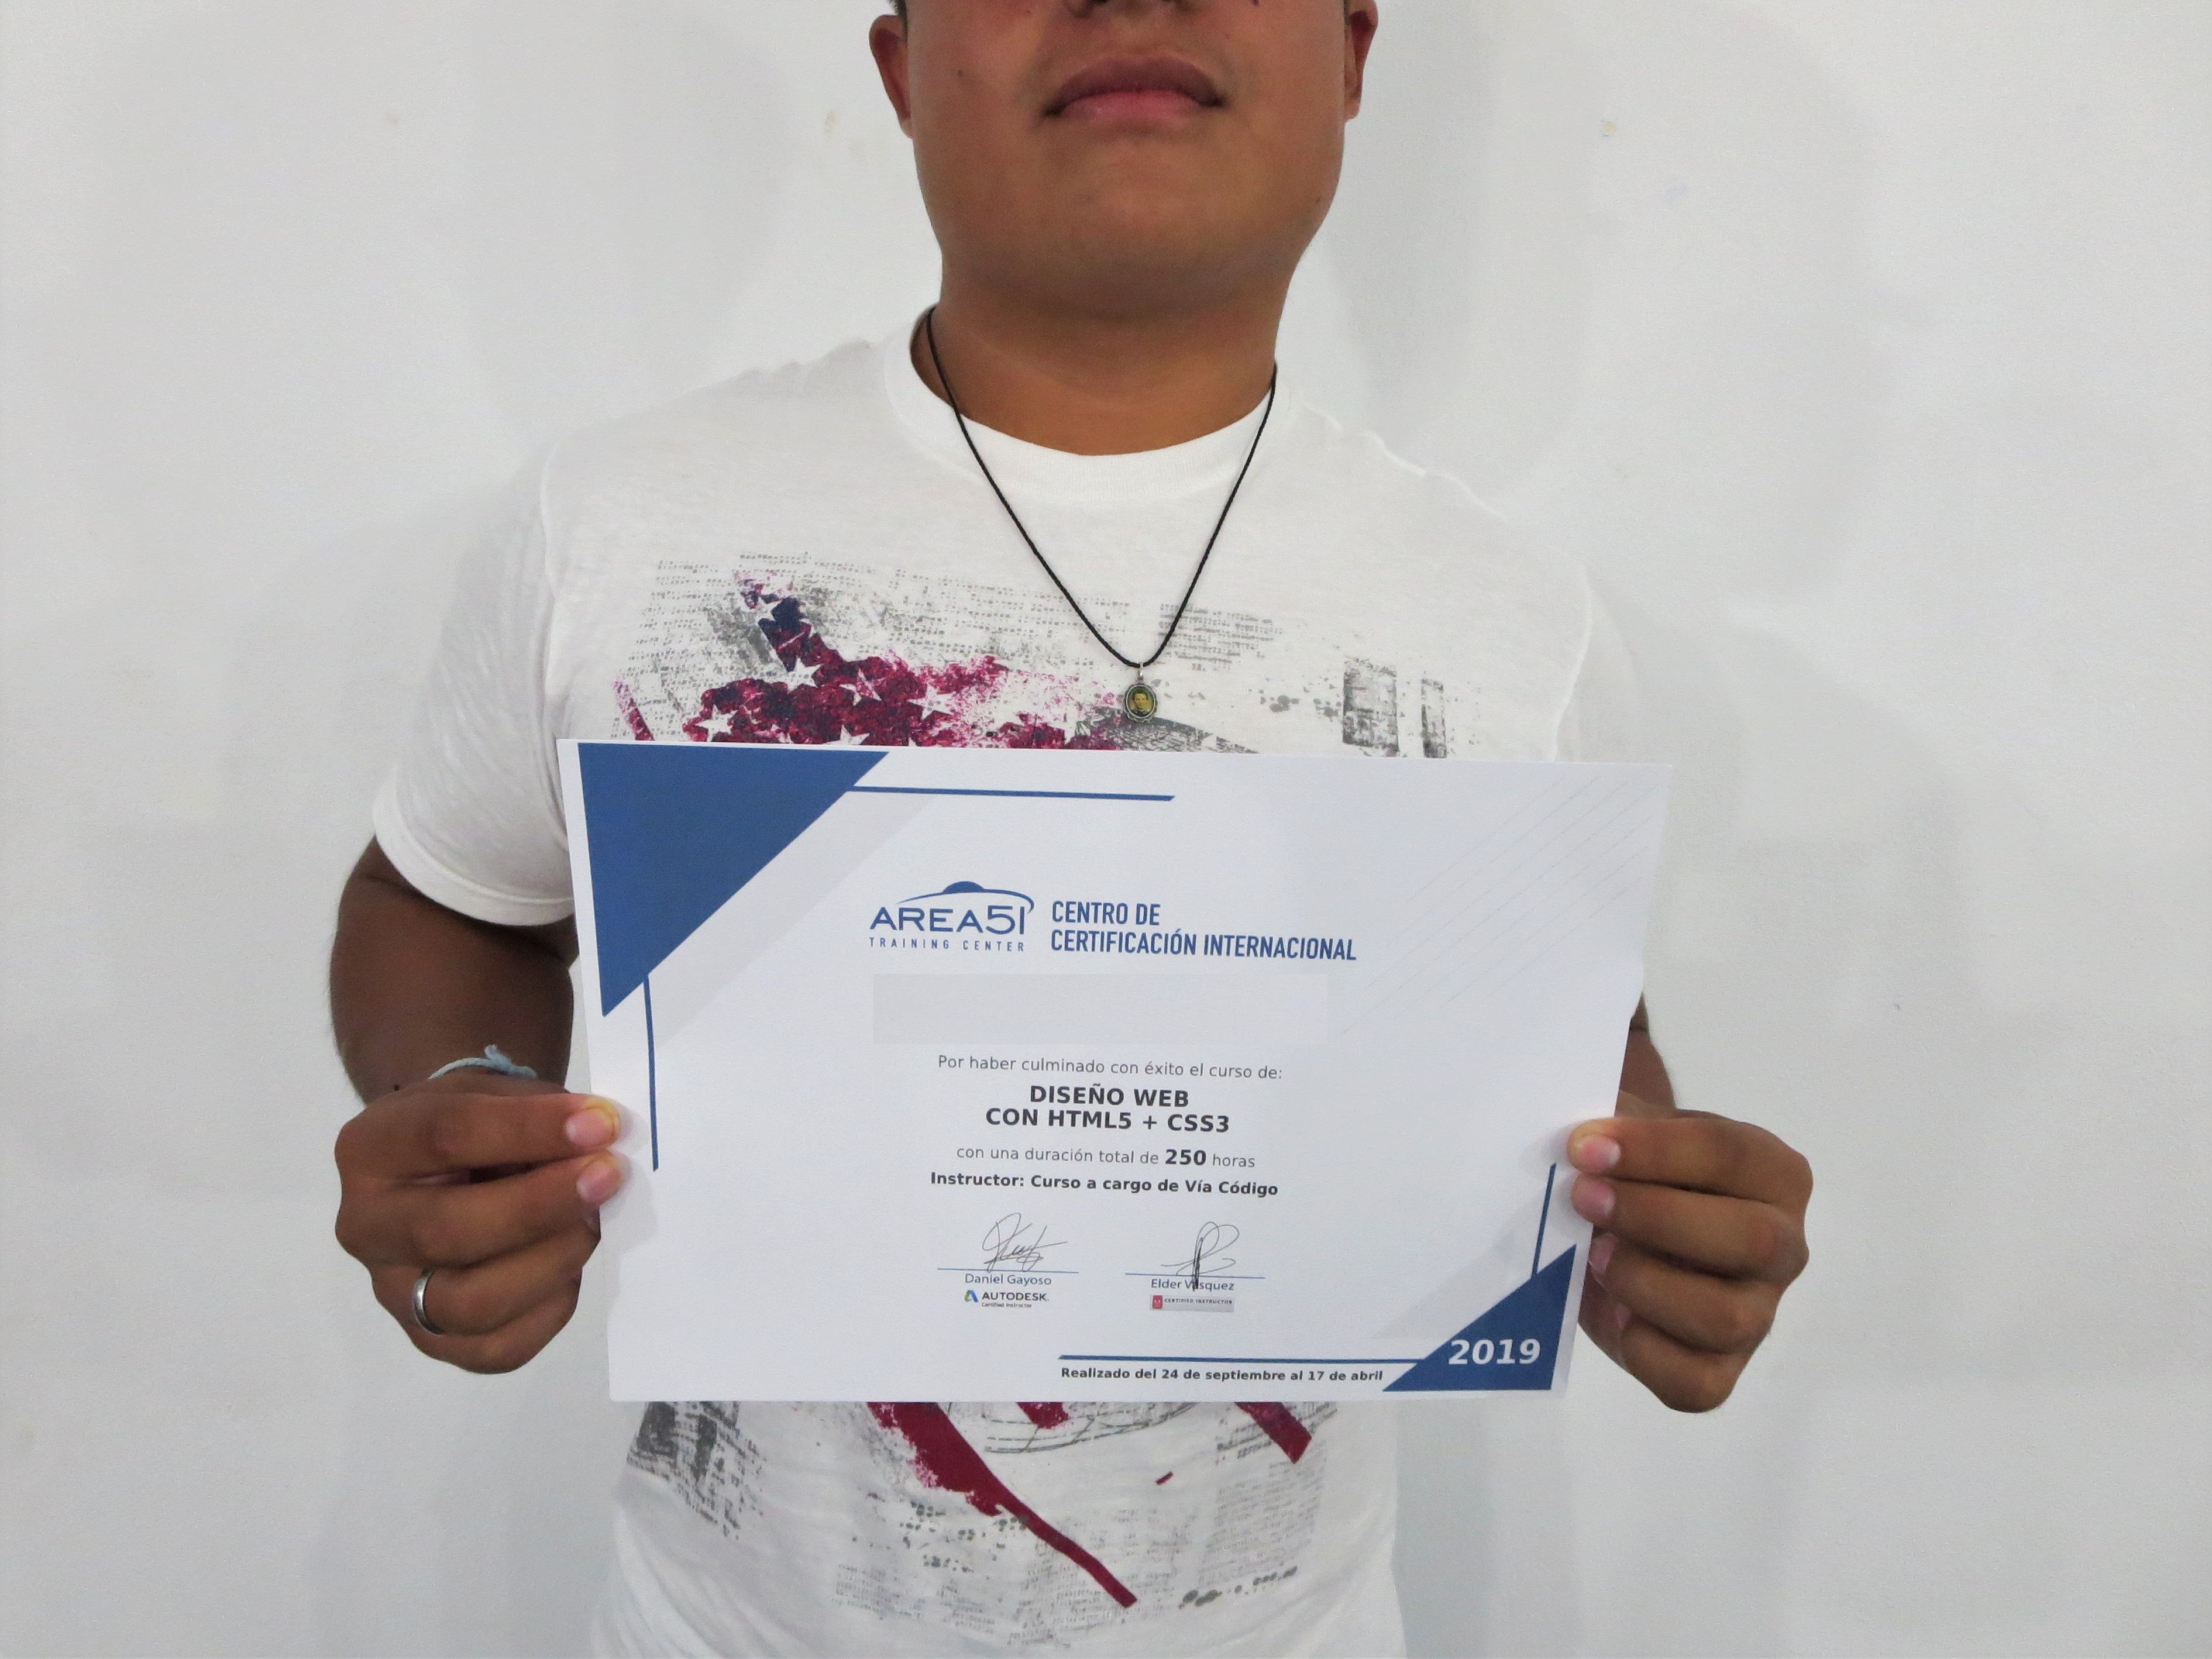 AREA51
TRAINING CENTER
CENTRO DE
CERTIFICACIÓN INTERNACIONAL
Por haber culminado con éxito el curso de:
DISEÑO WEB
CON HTML5 + CSS3
con una duración total de 250 horas
Instructor: Curso a cargo de Vía Código
Daniel Gayoso
AUTODESK.
Certified Instructor
Elder Vásquez
CERTIFIED INSTRUCTOR
2019
Realizado del 24 de septiembre al 17 de abril